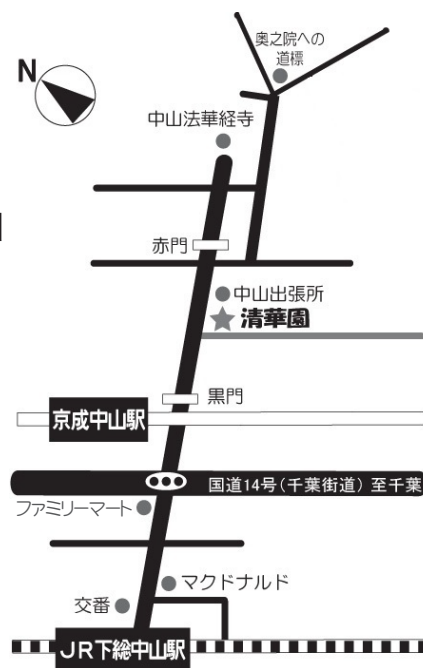 奥之院への
道標
N
中山法華経寺
赤門
中山出張所
清華園
黒門
京成中山駅
国道14号(千葉街道) 至千葉
ファミリーマート
マクドナルド
交番
JR下総中山駅